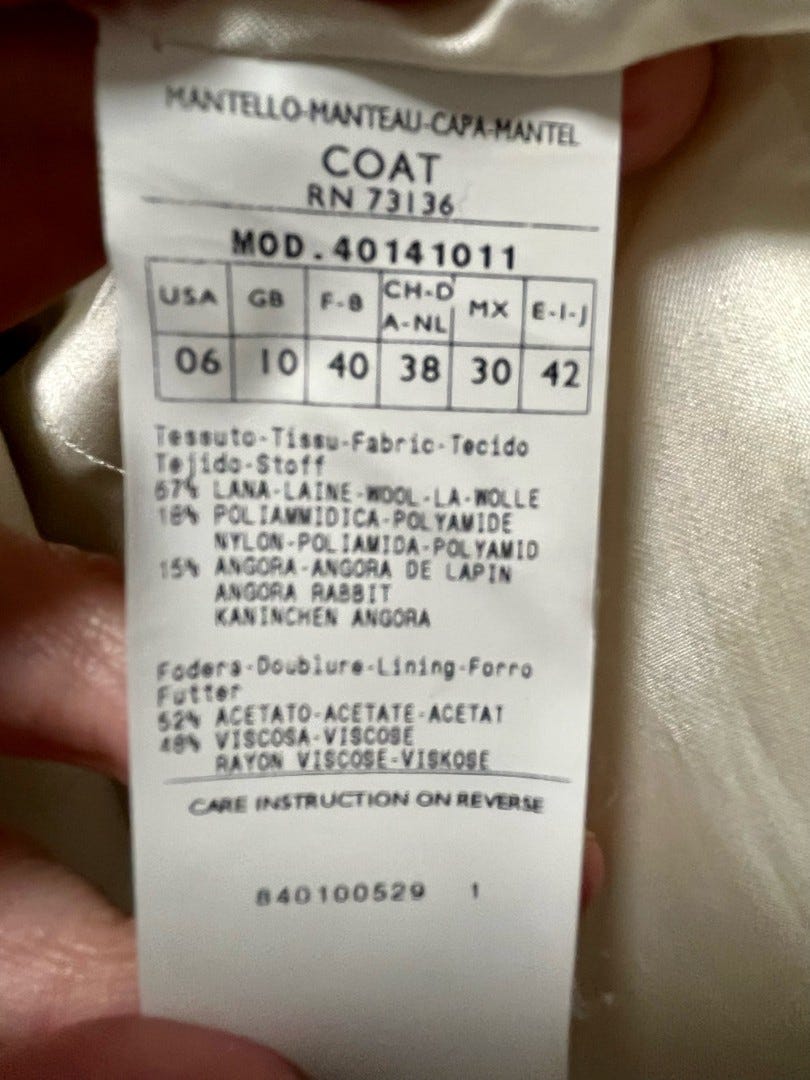 MANTELLO-MANTEAU-CAPA-MANTEL
COAT
RN 73136
MOD.40141011
USA GB F-B CH-D A-NL MX E-I-J
06 10 40 38 30 42
Tessuto-Tissu-Fabric-Tecido
Tejido-Stoff
67% LANA-LAINE-WOOL-LA-WOLLE
18% POLIAMMIDICA-POLYAMIDE
NYLON-POLIAMIDA-POLYAMID
15% ANGORA-ANGORA DE LAPIN
ANGORA RABBIT
KANINCHEN ANGORA
Fodera-Doublure-Lining-Forro
Futter
52% ACETATO-ACETATE-ACETAT
48% VISCOSA-VISCOSE
RAYON VISCOSE-VISKOSE
CARE INSTRUCTION ON REVERSE
840100529 1